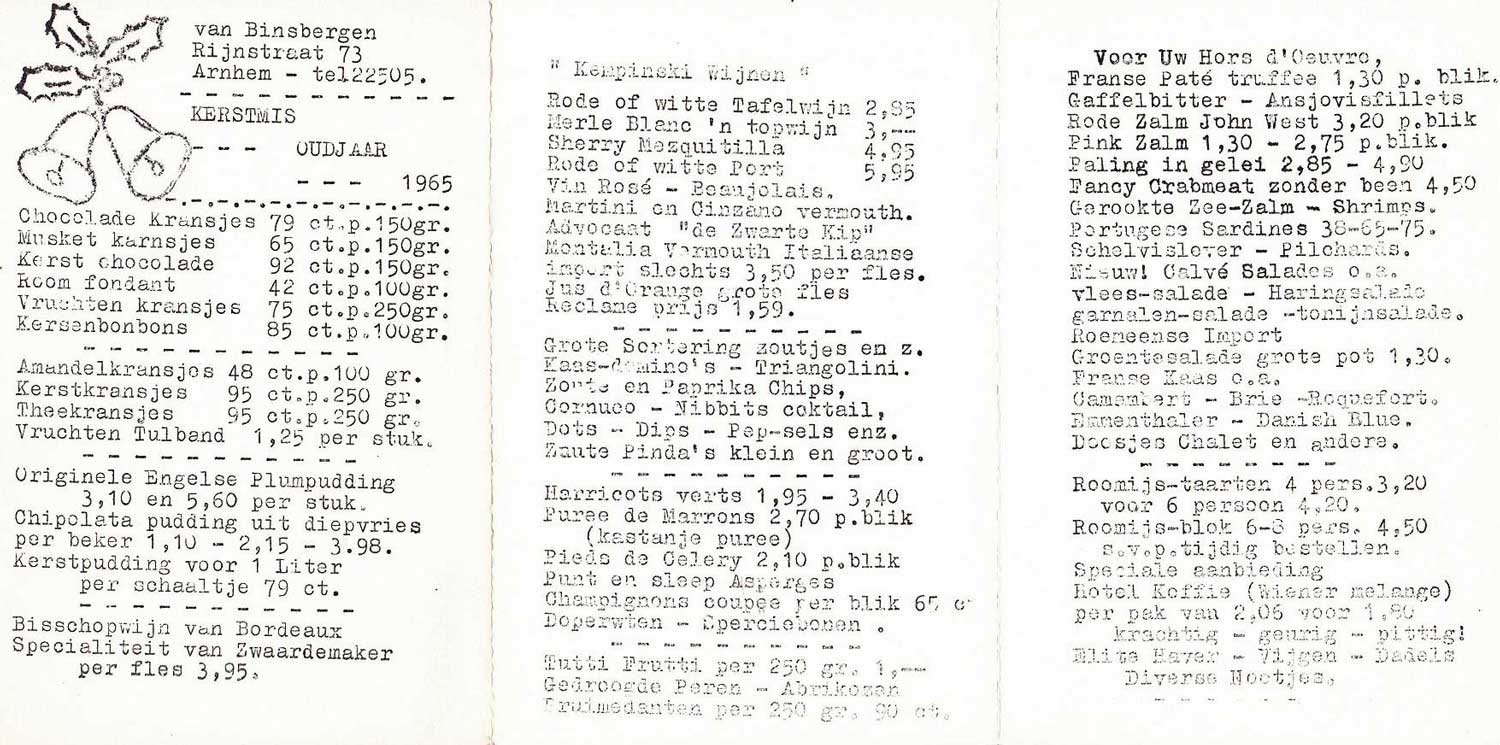 van Binsbergen
Rijnstraat 73
Arnhem - tel22505.
- - - - - - - - - - - -
KERSTMIS
- - - OUDJAAR
- - - 1965
Chocolade Kransjes 79 ct.p.150gr.
Musket karnsjes 65 ct.p.150gr.
Kerst chocolade 92 ct.p.150gr.
Room fondant 42 ct.p.100gr.
Vruchten kransjes 75 ct.p.250gr.
Kersenbonbons 85 ct.p.100gr.
- - - - - - - - - - - -
Amandelkransjes 48 ct.p.100 gr.
Kerstkransjes 95 ct.p.250 gr.
Theekransjes 95 ct.p.250 gr.
Vruchten Tulband 1,25 per stuk.
- - - - - - - - - - - -
Originele Engelse Plumpudding
3,10 en 5,60 per stuk.
Chipolata pudding uit diepvries
per beker 1,10 - 2,15 - 3.98.
Kerstpudding voor 1 Liter
per schaaltje 79 ct.
- - - - - - - - - - - -
Bisschopwijn van Bordeaux
Specialiteit van Zwaardemaker
per fles 3,95.
" Kempinski Wijnen "
Rode of witte Tafelwijn 2,85
Merle Blanc 'n topwijn 3,--
Sherry Mezquitilla 4,95
Rode of witte Port 5,95
Vin Rosé - Beaujolais.
Martini en Cinzano vermouth.
Advocaat "de Zwarte Kip"
Montalia Vermouth Italiaanse
import slechts 3,50 per fles.
Jus d'Orange grote fles
Reclame prijs 1,59.
- - - - - - - - - - -
Grote Sortering zoutjes en z.
Kaas-domino's - Triangolini.
Zoute en Paprika Chips,
Cornuco - Nibbits coktail,
Dots - Dips - Pep-sels enz.
Zoute Pinda's klein en groot.
- - - - - - - - - - -
Harricots verts 1,95 - 3,40
Puree de Marrons 2,70 p.blik
(kastanje puree)
Pieds de Celery 2,10 p.blik
Punt en sleep Asperges
Champignons coupee per blik 65 c
Doperwten - Sperciebonen .
- - - - - - - - - - -
Tutti Frutti per 250 gr. 1,--
Gedroogde Peren - Abrikozen
Pruimedanten per 250 gr. 90 ct.
Voor Uw Hors d'Oeuvre,
Franse Paté truffee 1,30 p. blik.
Gaffelbitter - Ansjovisfillets
Rode Zalm John West 3,20 p.blik
Pink Zalm 1,30 - 2,75 p.blik.
Paling in gelei 2,85 - 4,90
Fancy Crabmeat zonder been 4,50
Gerookte Zee-Zalm - Shrimps.
Portugese Sardines 38-65-75.
Schelvislever - Pilchards.
Nieuw! Calvé Salades o.a.
vlees-salade - Haringsalade
garnalen-salade -tonijnsalade.
Roemeense Import
Groentesalade grote pot 1,30.
Franse Kaas o.a.
Camembert - Brie -Roquefort.
Emmenthaler - Danish Blue.
Doosjes Chalet en andere.
- - - - - - - - -
Roomijs-taarten 4 pers.3,20
voor 6 persoon 4,20.
Roomijs-blok 6-8 pers. 4,50
s.v.p.tijdig bestellen.
Speciale aanbieding
Hotel Koffie (Wiener melange)
per pak van 2,06 voor 1,80
krachtig - geurig - pittig!
Elite Haver - Vijgen - Dadels
Diverse Nootjes.
- - - - - - -